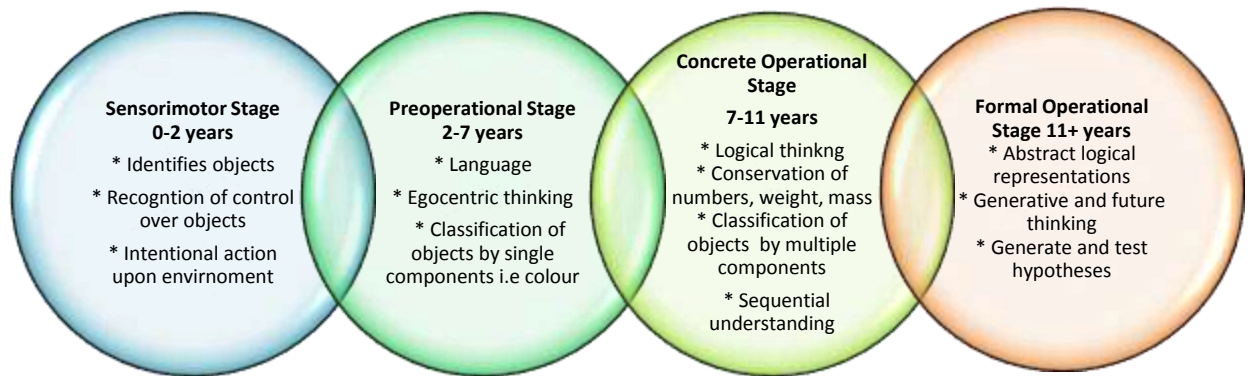 Sensorimotor Stage
0-2 years
* Identifies objects
* Recogntion of control
over objects
* Intentional action
upon envirnoment
Preoperational Stage
2-7 years
* Language
* Egocentric thinking
* Classification of
objects by single
components i.e colour
Concrete Operational
Stage
7-11 years
* Logical thinkng
* Conservation of
numbers, weight, mass
* Classification of
objects by multiple
components
* Sequential
understanding
Formal Operational
Stage 11+ years
* Abstract logical
representations
* Generative and future
thinking
* Generate and test
hypotheses